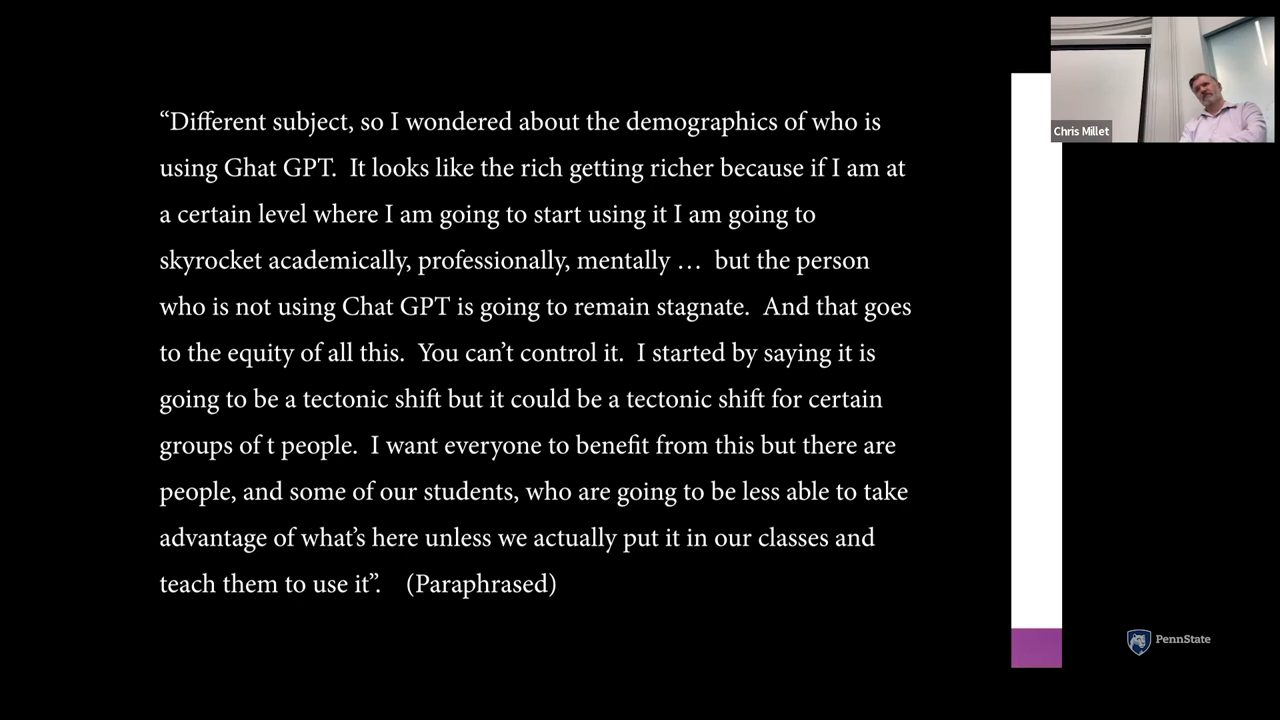 “Different subject, so I wondered about the demographics of who is
using Ghat GPT.  It looks like the rich getting richer because if I am at
a certain level where I am going to start using it I am going to
skyrocket academically, professionally, mentally …  but the person
who is not using Chat GPT is going to remain stagnate.  And that goes
to the equity of all this.  You can’t control it.  I started by saying it is
going to be a tectonic shift but it could be a tectonic shift for certain
groups of t people.  I want everyone to benefit from this but there are
people, and some of our students, who are going to be less able to take
advantage of what’s here unless we actually put it in our classes and
teach them to use it”.    (Paraphrased)
Chris Millet
PennState